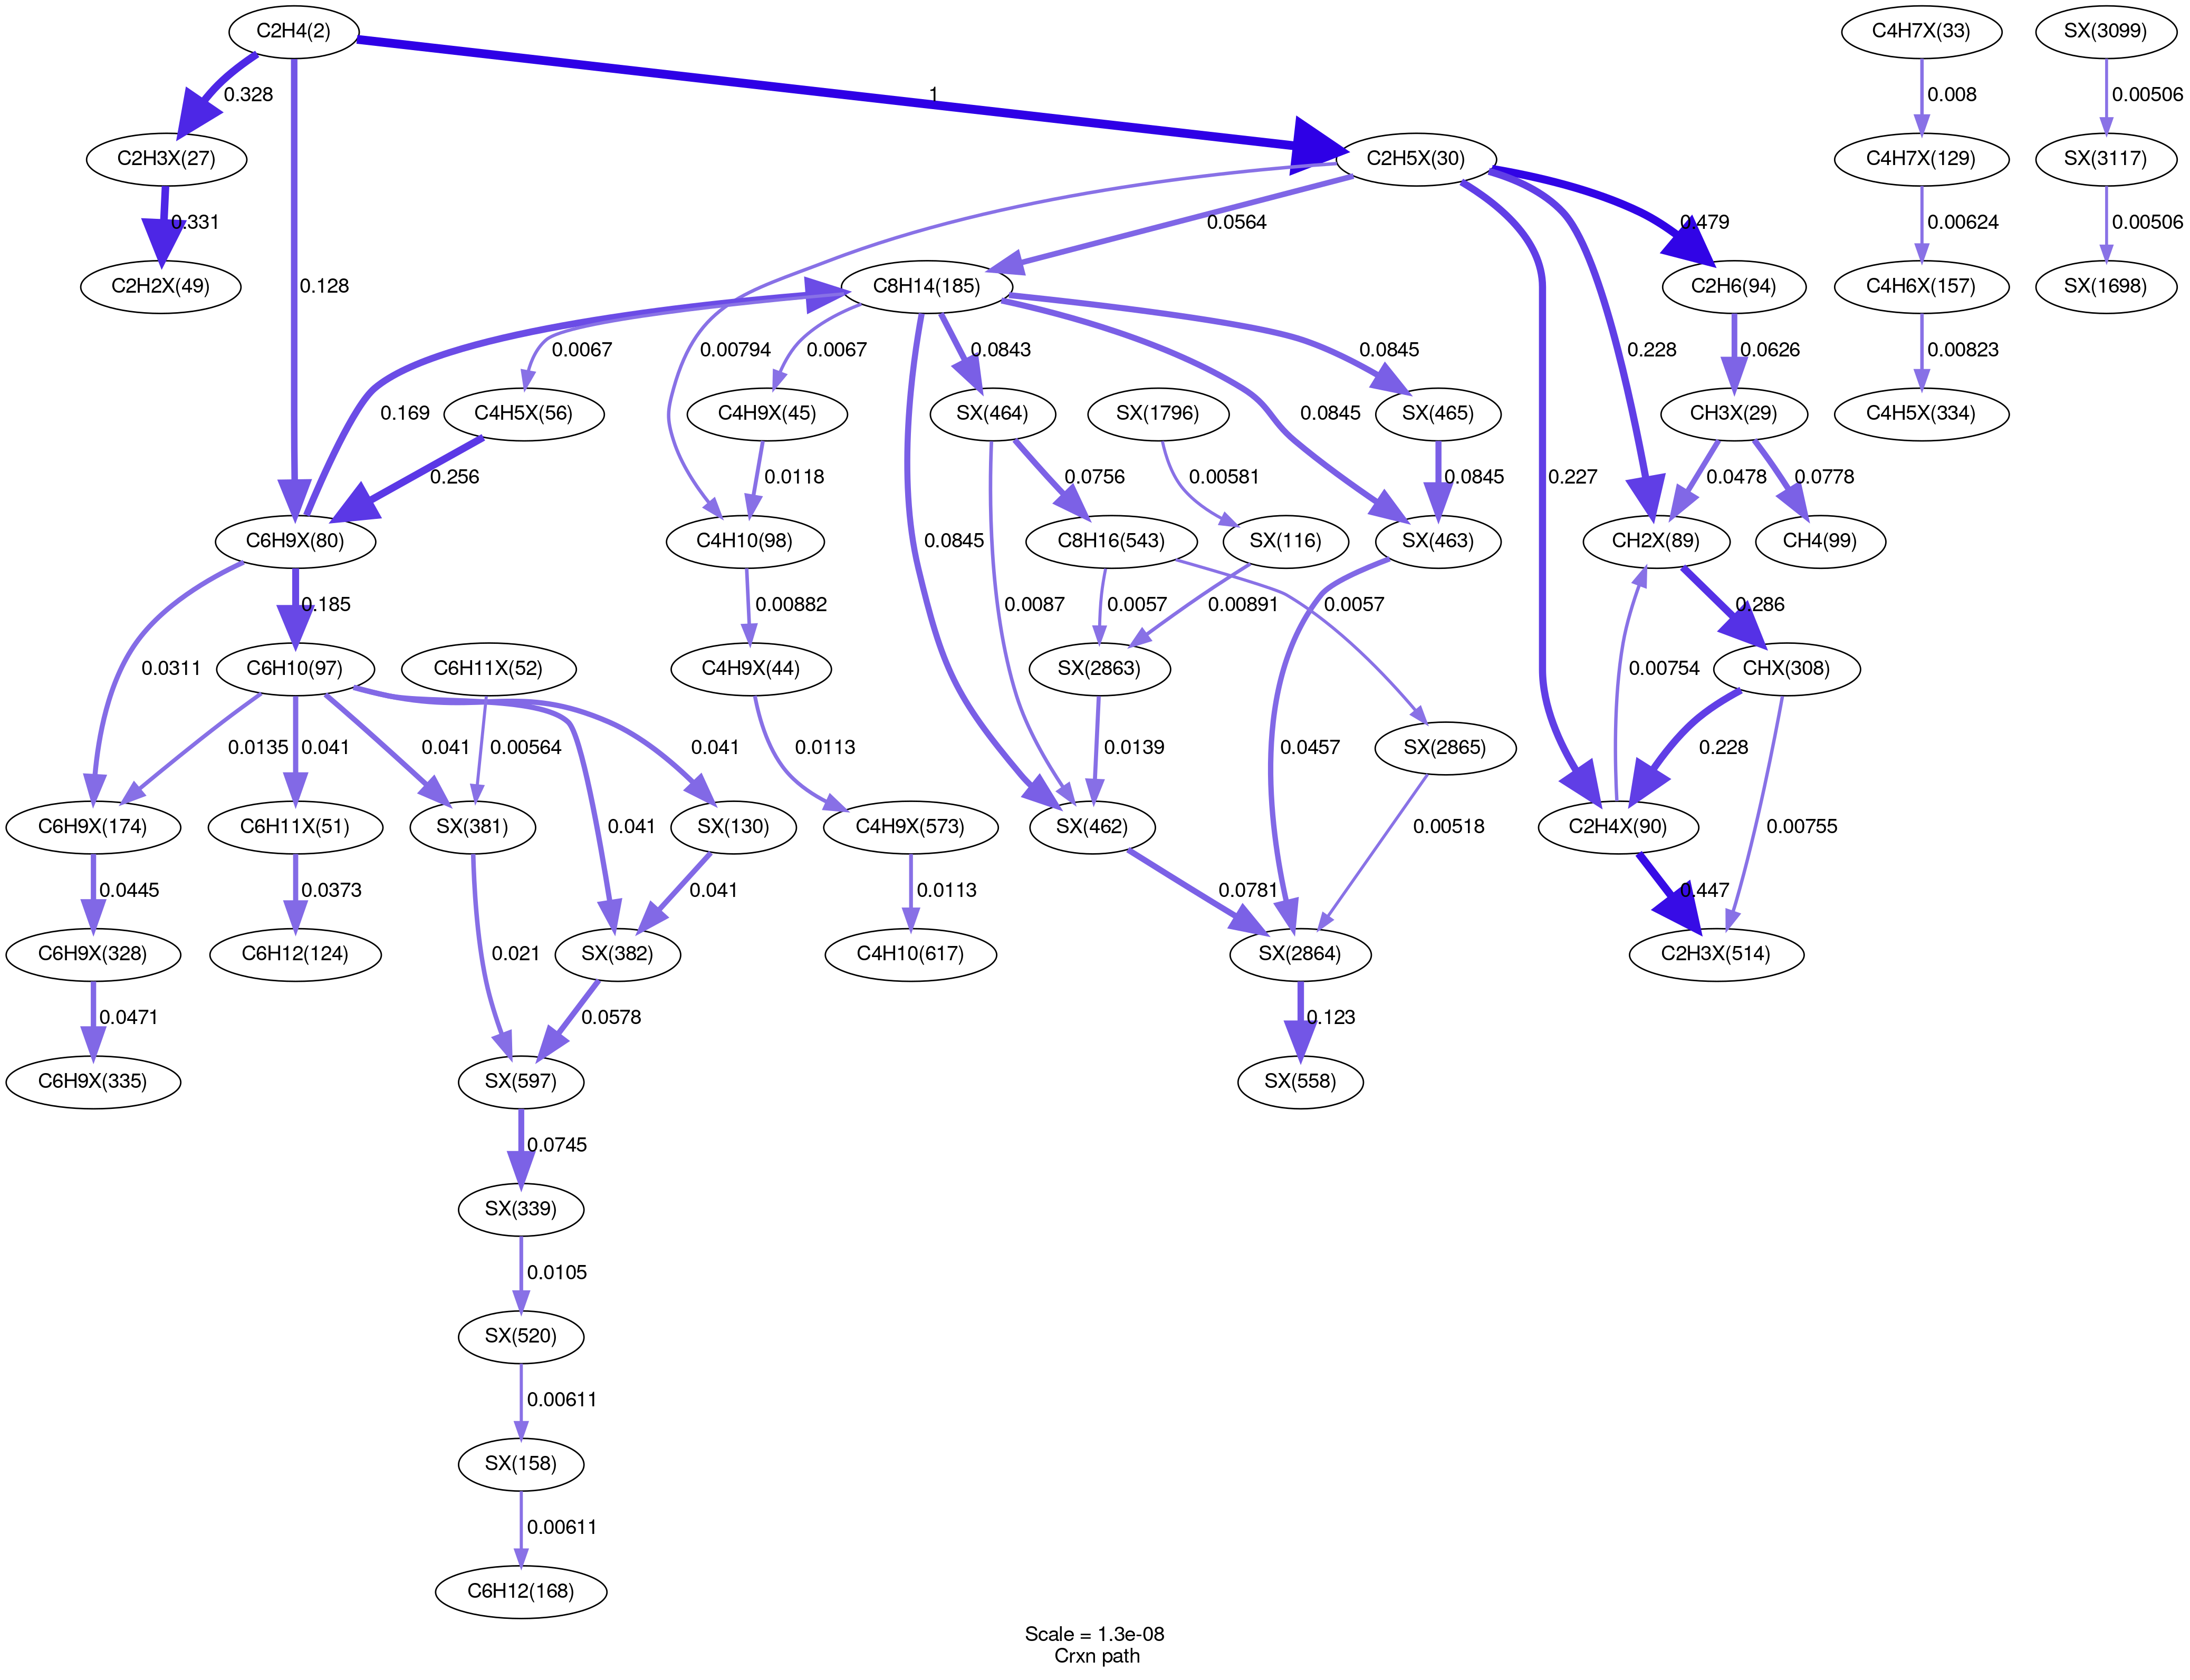 C2H4(2)
C4H7X(33)
SX(3099)
0.328
1
0.008
0.00506
C2H3X(27)
C2H5X(30)
C4H7X(129)
SX(3117)
0.331
0.0564
0.479
0.00624
0.00506
C2H2X(49)
0.128
C8H14(185)
C2H6(94)
C4H6X(157)
SX(1698)
0.0067
0.00794
0.0067
0.0843
0.0845
0.228
0.0626
0.00823
0.169
C4H5X(56)
C4H9X(45)
SX(464)
SX(1796)
0.0845
SX(465)
CH3X(29)
C4H5X(334)
0.256
0.0118
0.0756
0.00581
0.0845
0.227
0.0478
0.0778
C6H9X(80)
C4H10(98)
0.0845
C8H16(543)
SX(116)
SX(463)
CH2X(89)
CH4(99)
0.185
0.00882
0.0087
0.0057
0.00891
0.0057
0.286
0.0311
C6H10(97)
C6H11X(52)
C4H9X(44)
SX(2863)
0.00754
CHX(308)
0.0135
0.041
0.041
0.00564
0.041
0.0113
0.0139
SX(2865)
0.228
C6H9X(174)
C6H11X(51)
SX(381)
0.041
SX(130)
C4H9X(573)
SX(462)
0.0457
0.00518
C2H4X(90)
0.00755
0.0445
0.0373
0.041
0.0113
0.0781
0.447
C6H9X(328)
C6H12(124)
0.021
SX(382)
C4H10(617)
SX(2864)
C2H3X(514)
0.0471
0.0578
0.123
C6H9X(335)
SX(597)
SX(558)
0.0745
SX(339)
0.0105
SX(520)
0.00611
SX(158)
0.00611
C6H12(168)
Scale = 1.3e-08
Crxn path